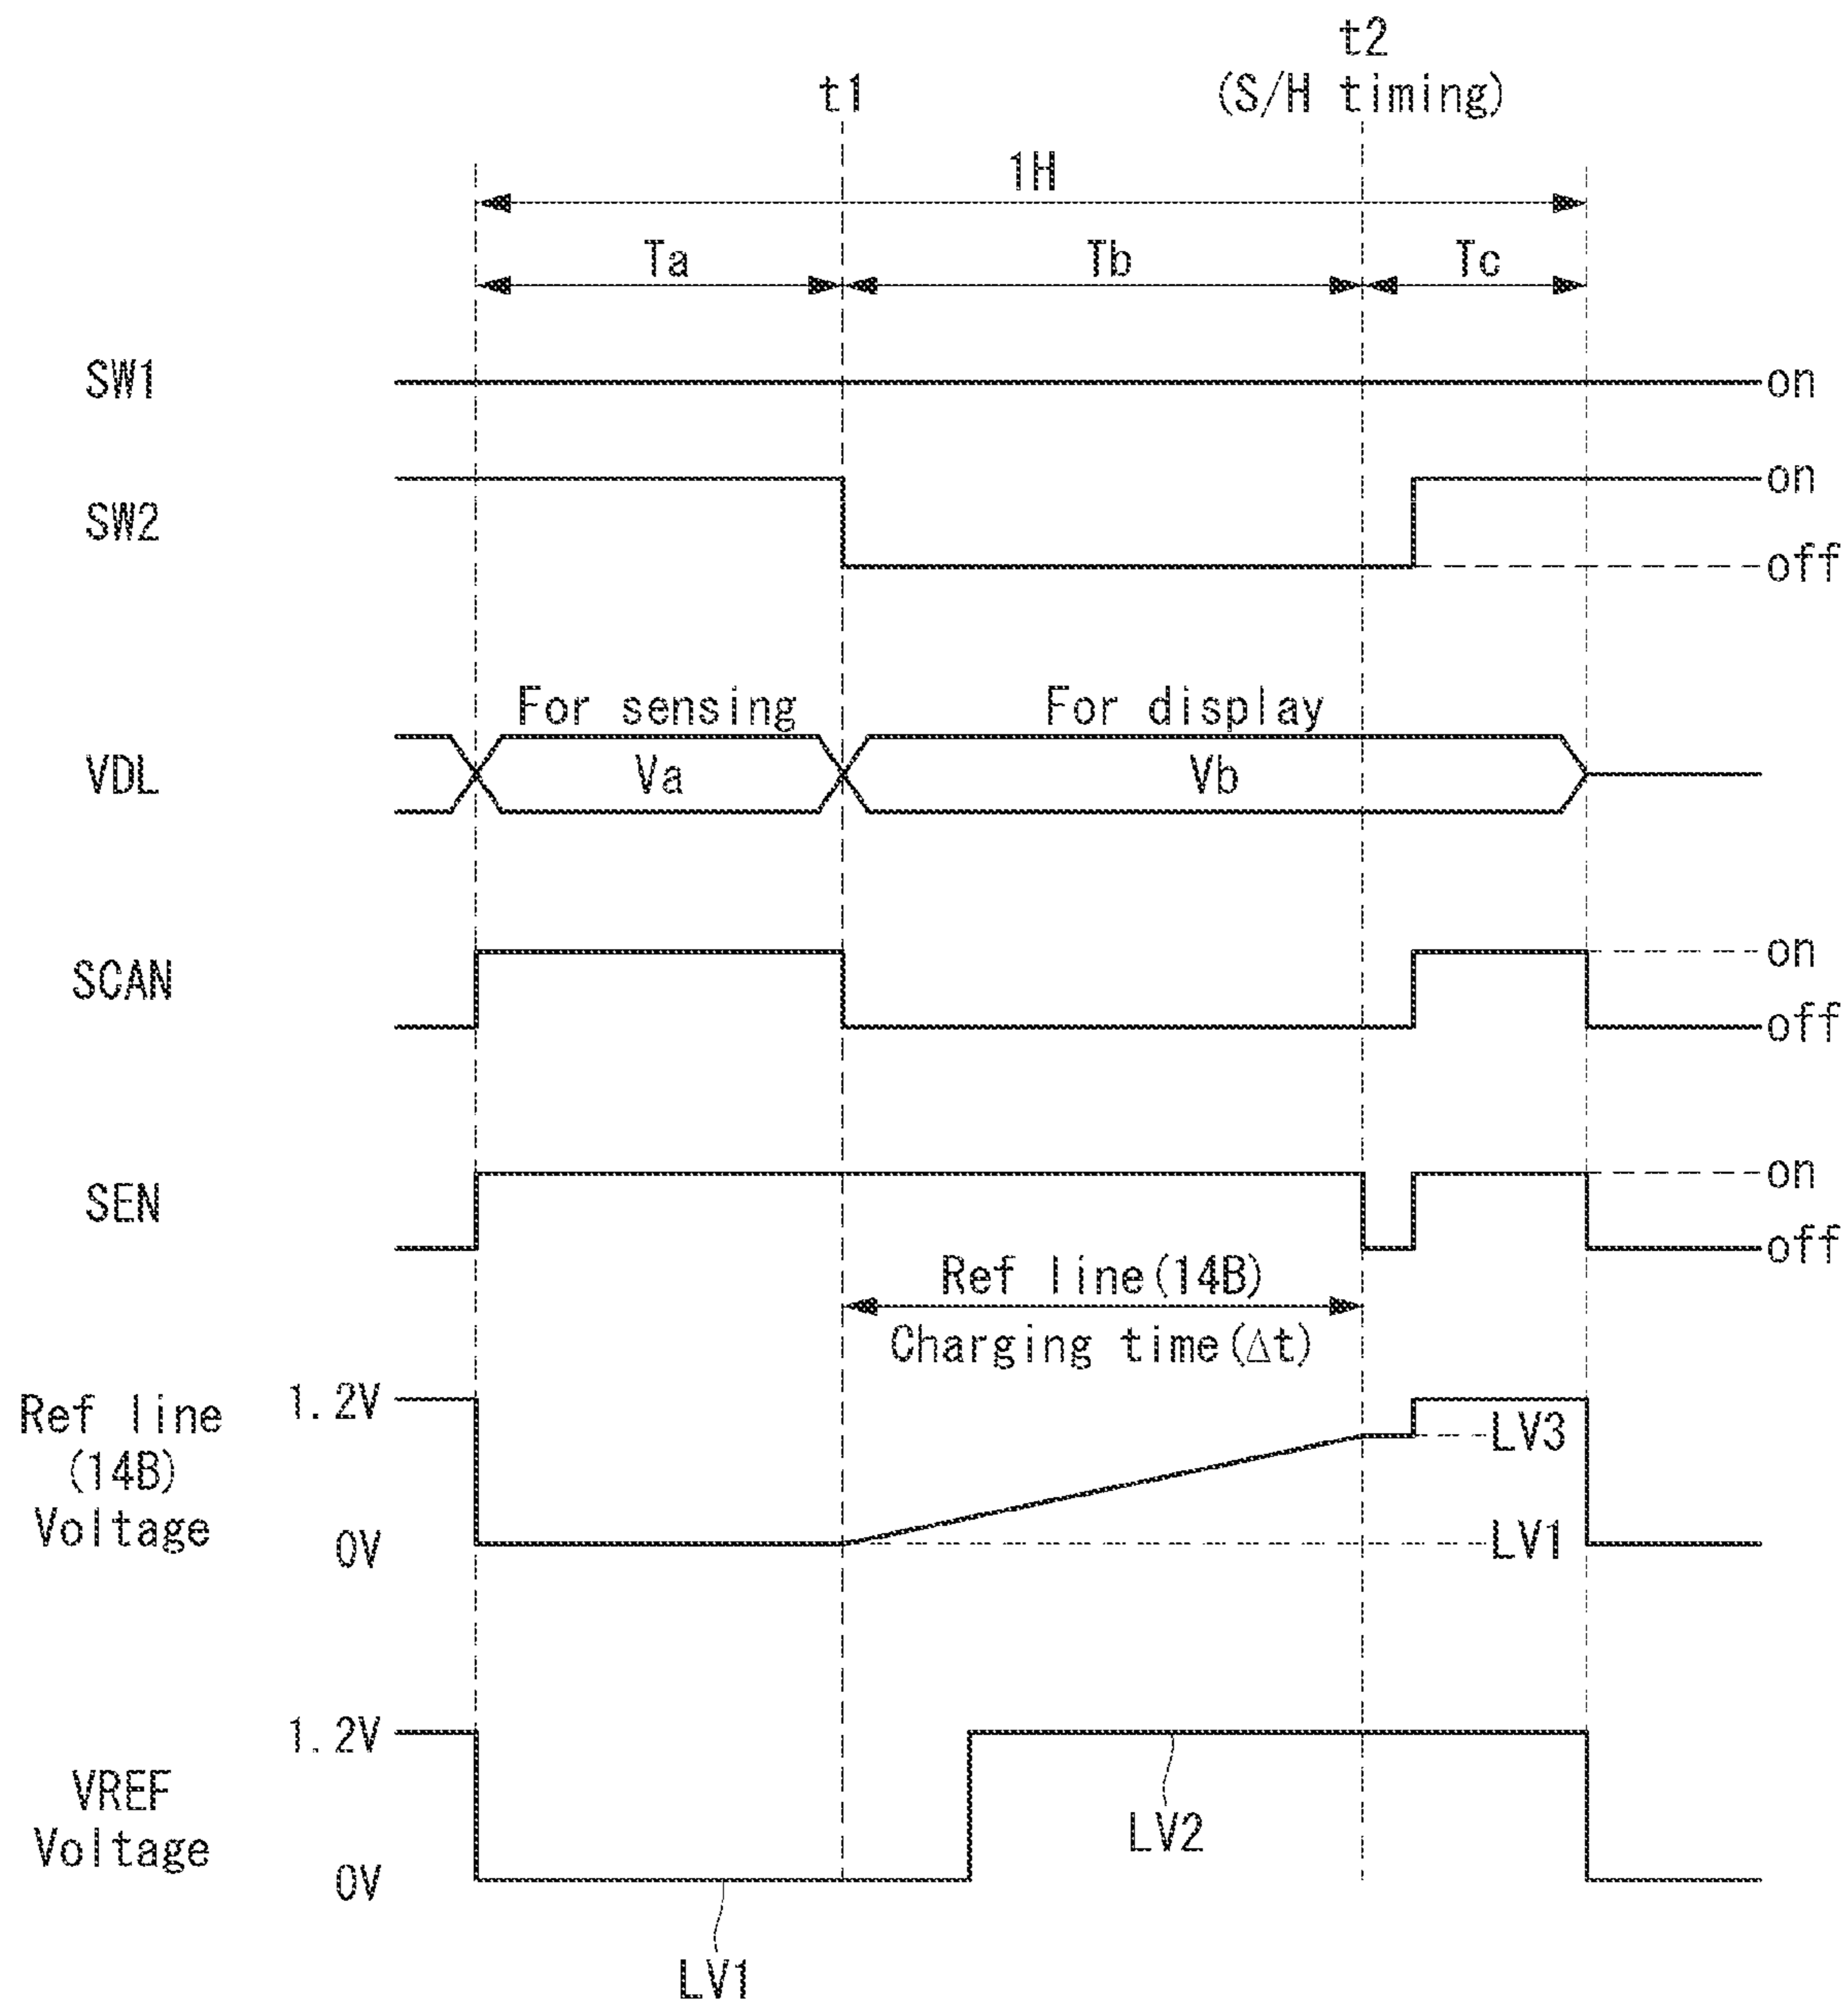 t2
(S/H timing)
t1
1H
Ta
Tb
Tc
SW1
on
SW2
on
off
For sensing
For display
VDL
Va
Vb
SCAN
on
off
SEN
on
off
Ref line(14B)
Charging time(Δt)
Ref line
(14B)
Voltage
1.2V
0V
LV3
LV1
VREF
Voltage
1.2V
0V
LV2
LV1